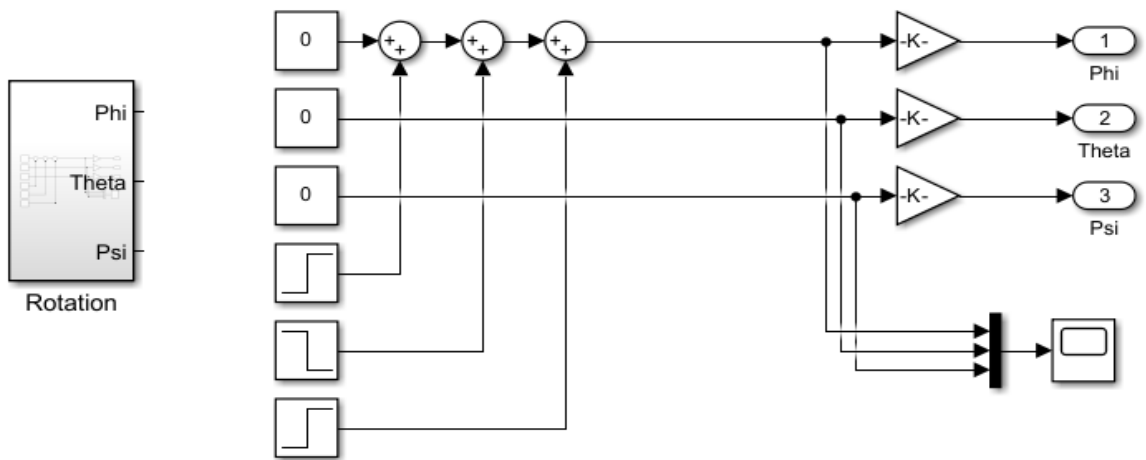 Phi
Theta
Psi
Rotation
0
+
+
+
+
+
+
-K-
1
Phi
0
-K-
2
Theta
0
-K-
3
Psi